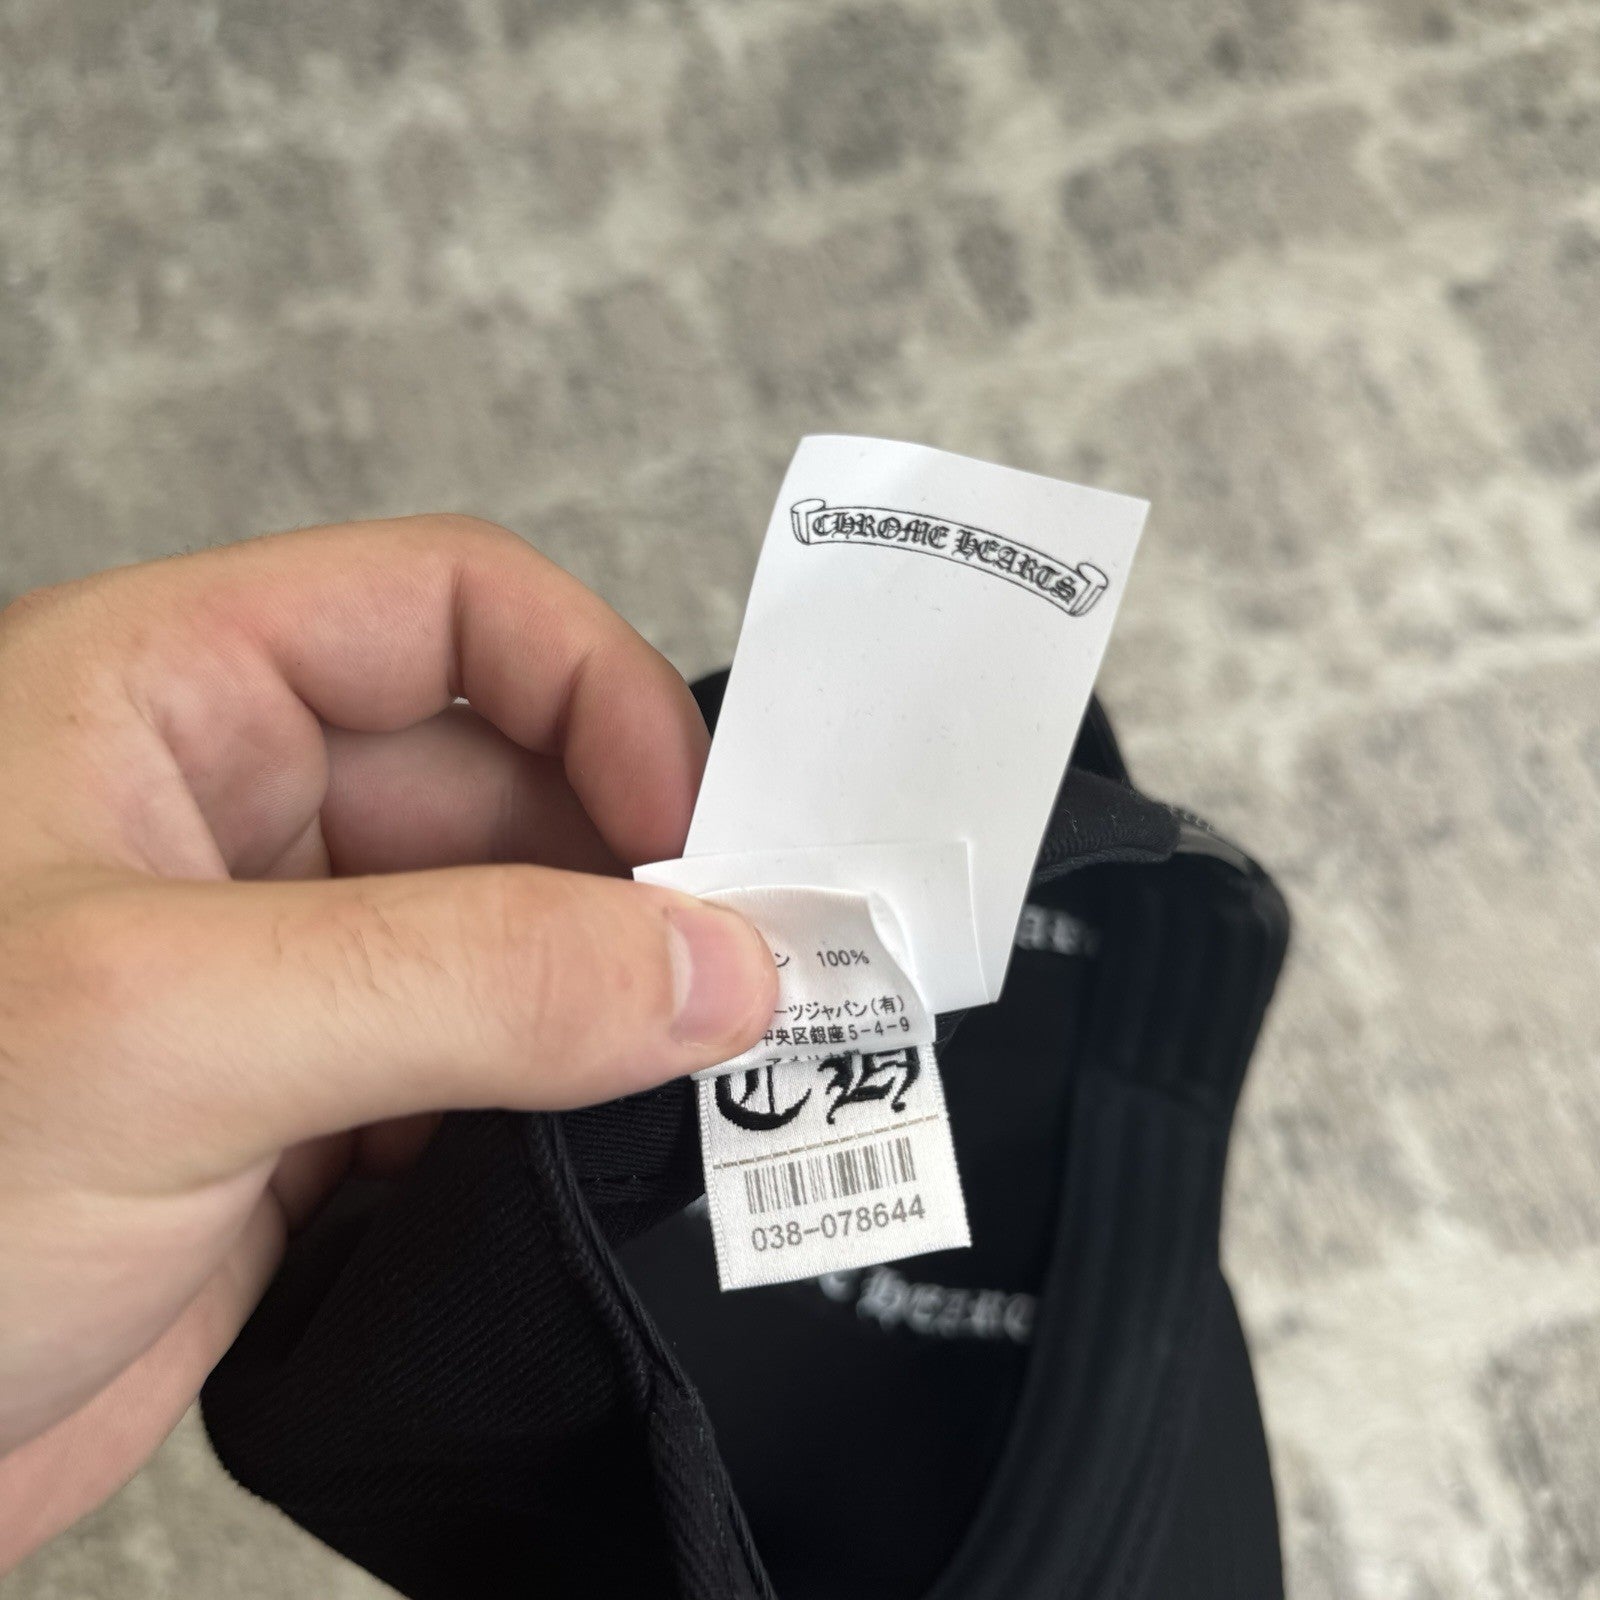 CHROME HEARTS
ン 100%
ーツジャパン(有)
中央区銀座5-4-9
CH
038-078644
HEART